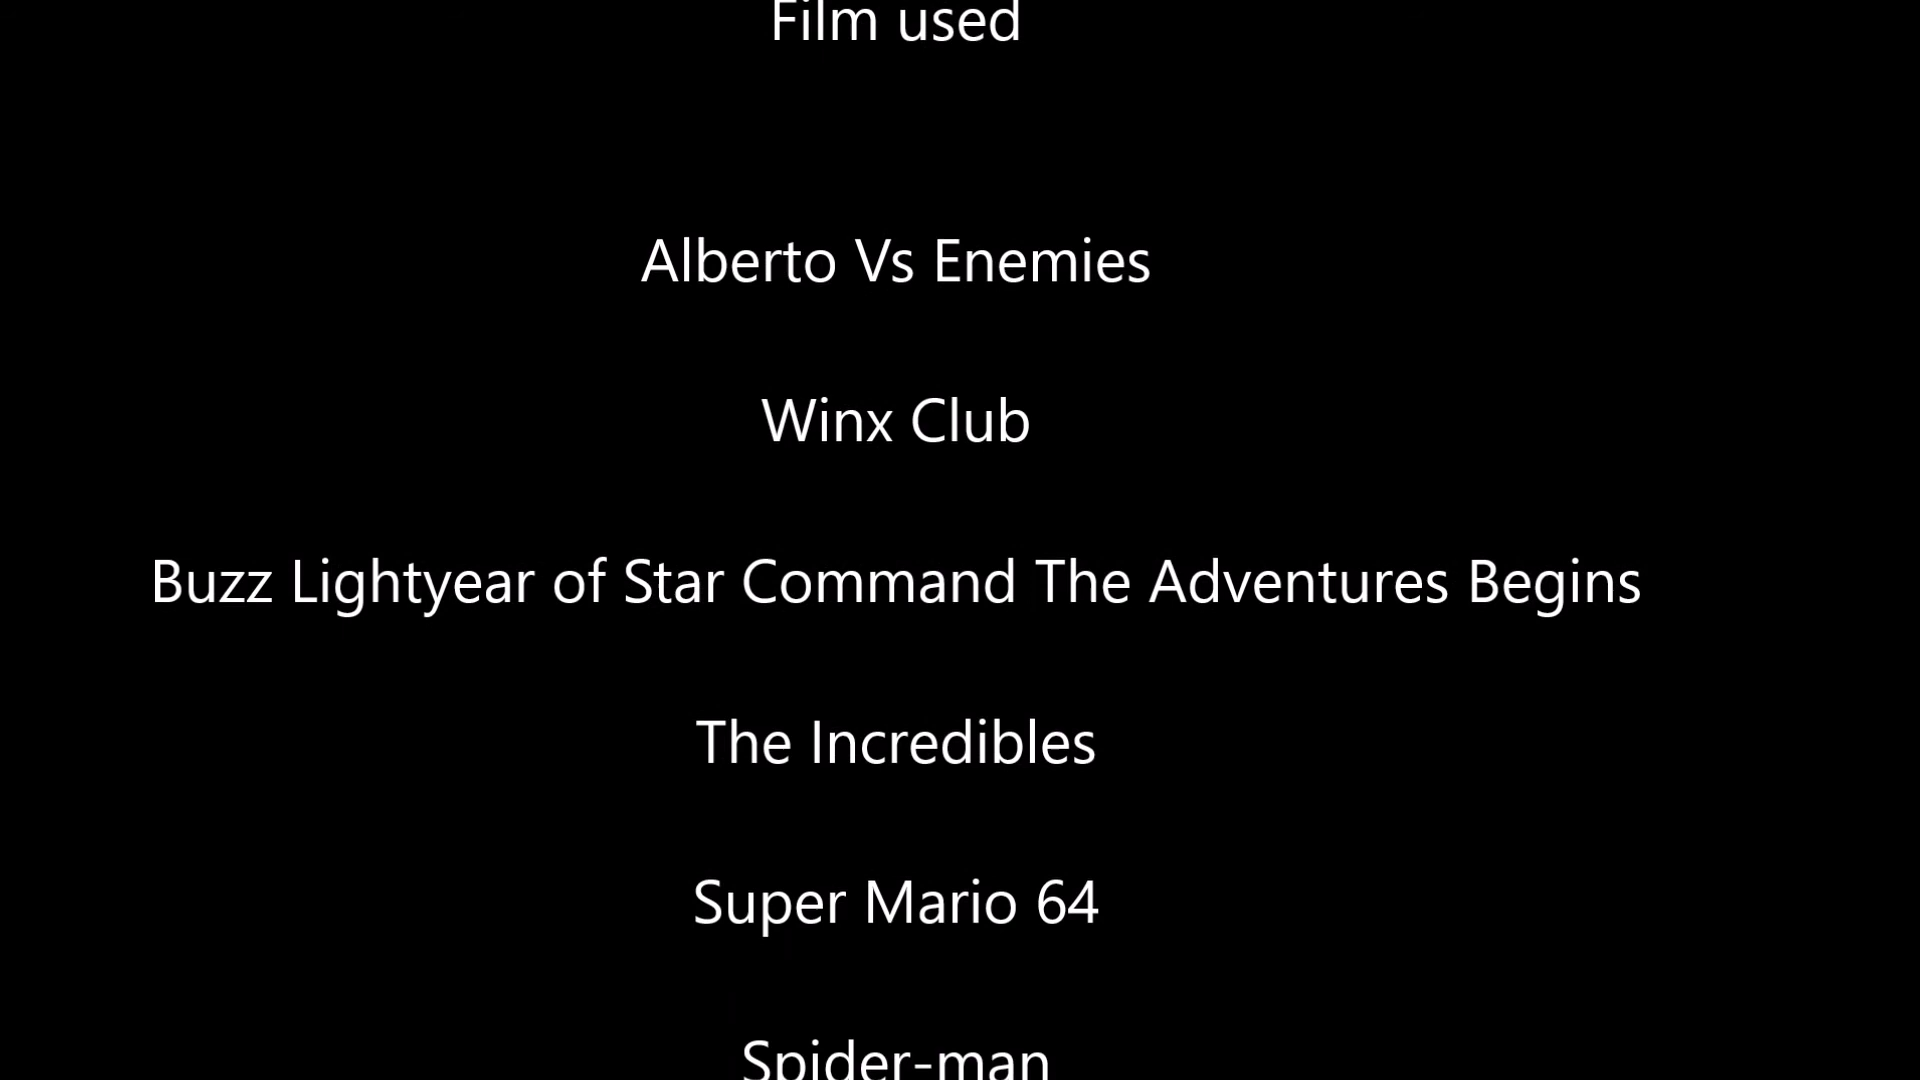 Film used
Alberto Vs Enemies
Winx Club
Buzz Lightyear of Star Command The Adventures Begins
The Incredibles
Super Mario 64
Spider-man